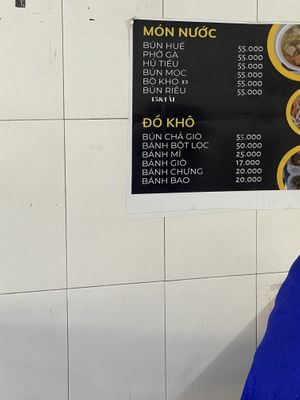 MÓN NƯỚC
BÚN HUẾ 55.000
PHỞ GÀ 55.000
HỦ TIẾU 55.000
BÚN MỌC 55.000
BÒ KHO 55.000
BÚN RIÊU 55.000
ĐỒ KHÔ
BÚN CHẢ GIÒ 55.000
BÁNH BỘT LỌC 50.000
BÁNH MÌ 25.000
BÁNH GIÒ 17.000
BÁNH CHƯNG 20.000
BÁNH BAO 20.000